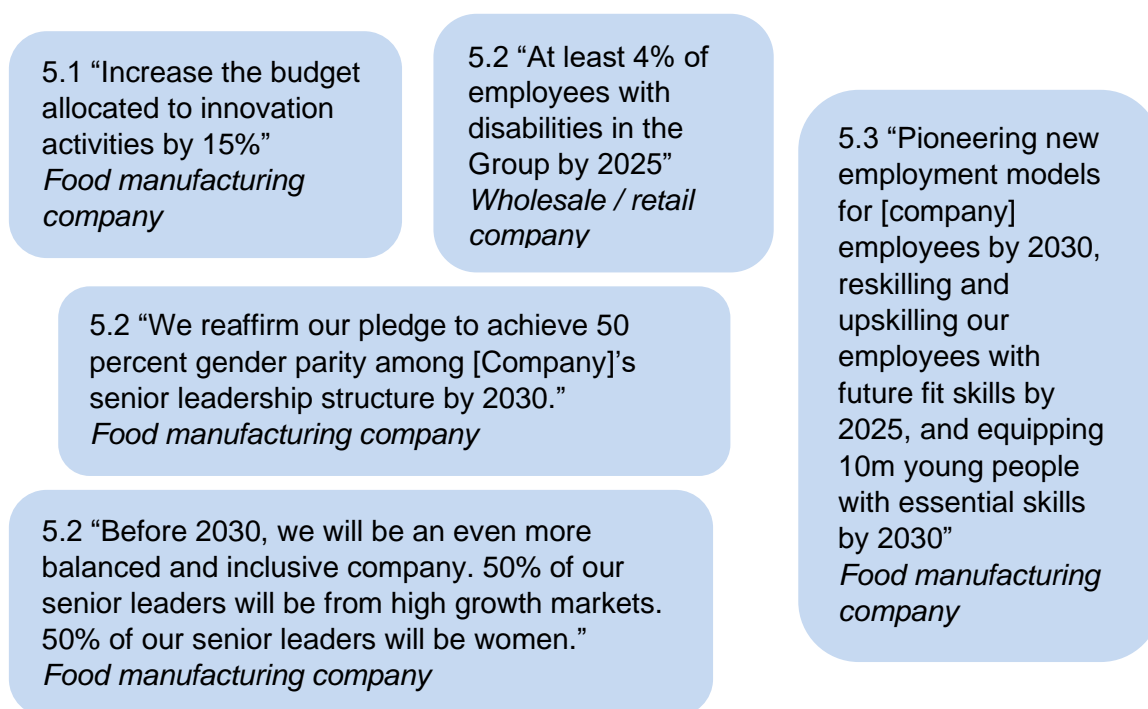 5.1 “Increase the budget
allocated to innovation
activities by 15%”
Food manufacturing
company
5.2 “At least 4% of
employees with
disabilities in the
Group by 2025”
Wholesale / retail
company
5.3 “Pioneering new
employment models
for [company]
employees by 2030,
reskilling and
upskilling our
employees with
future fit skills by
2025, and equipping
10m young people
with essential skills
by 2030”
Food manufacturing
company
5.2 “We reaffirm our pledge to achieve 50
percent gender parity among [Company]’s
senior leadership structure by 2030.”
Food manufacturing company
5.2 “Before 2030, we will be an even more
balanced and inclusive company. 50% of our
senior leaders will be from high growth markets.
50% of our senior leaders will be women.”
Food manufacturing company